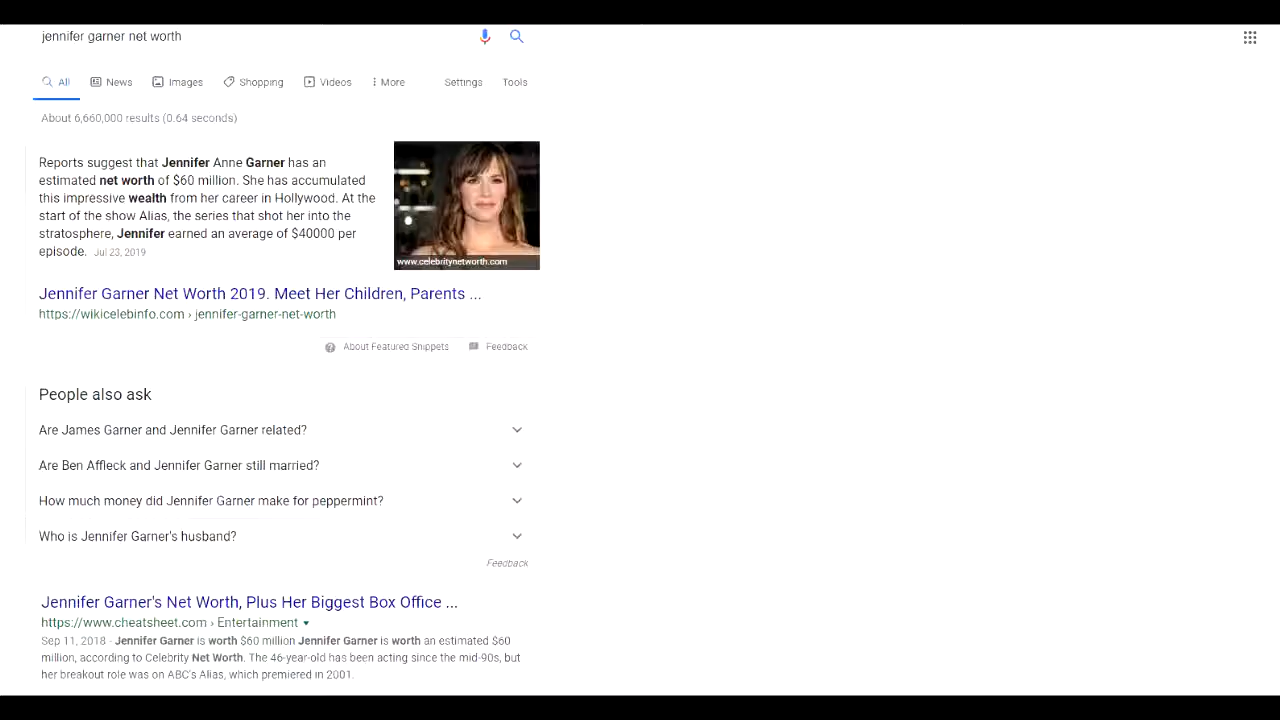 jennifer garner net worth
All News Images Shopping Videos More Settings Tools
About 6,660,000 results (0.64 seconds)
Reports suggest that Jennifer Anne Garner has an
estimated net worth of $60 million. She has accumulated
this impressive wealth from her career in Hollywood. At the
start of the show Alias, the series that shot her into the
stratosphere, Jennifer earned an average of $40000 per
episode. Jul 23, 2019
www.celebritynetworth.com
Jennifer Garner Net Worth 2019. Meet Her Children, Parents ...
https://wikicelebinfo.com › jennifer-garner-net-worth
About Featured Snippets Feedback
People also ask
Are James Garner and Jennifer Garner related?
Are Ben Affleck and Jennifer Garner still married?
How much money did Jennifer Garner make for peppermint?
Who is Jennifer Garner's husband?
Feedback
Jennifer Garner's Net Worth, Plus Her Biggest Box Office ...
https://www.cheatsheet.com › Entertainment
Sep 11, 2018 - Jennifer Garner is worth $60 million Jennifer Garner is worth an estimated $60
million, according to Celebrity Net Worth. The 46-year-old has been acting since the mid-90s, but
her breakout role was on ABC's Alias, which premiered in 2001.